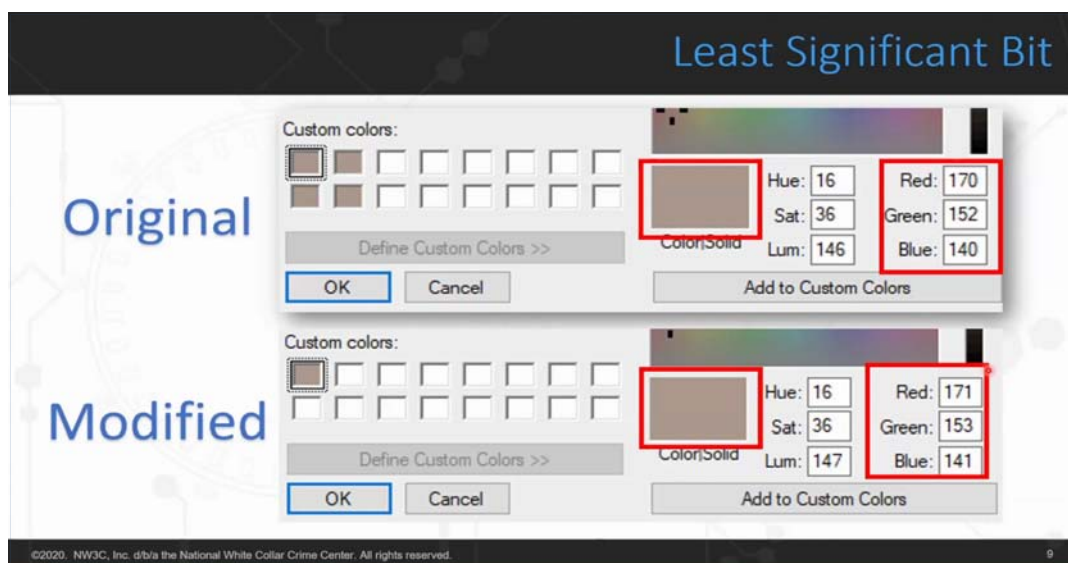 Least Significant Bit
Original
Custom colors:
Define Custom Colors >>
OK Cancel
Color|Solid
Hue: 16 Red: 170
Sat: 36 Green: 152
Lum: 146 Blue: 140
Add to Custom Colors
Modified
Custom colors:
Define Custom Colors >>
OK Cancel
Color|Solid
Hue: 16 Red: 171
Sat: 36 Green: 153
Lum: 147 Blue: 141
Add to Custom Colors
©2020. NW3C, Inc. d/b/a the National White Collar Crime Center. All rights reserved. 9